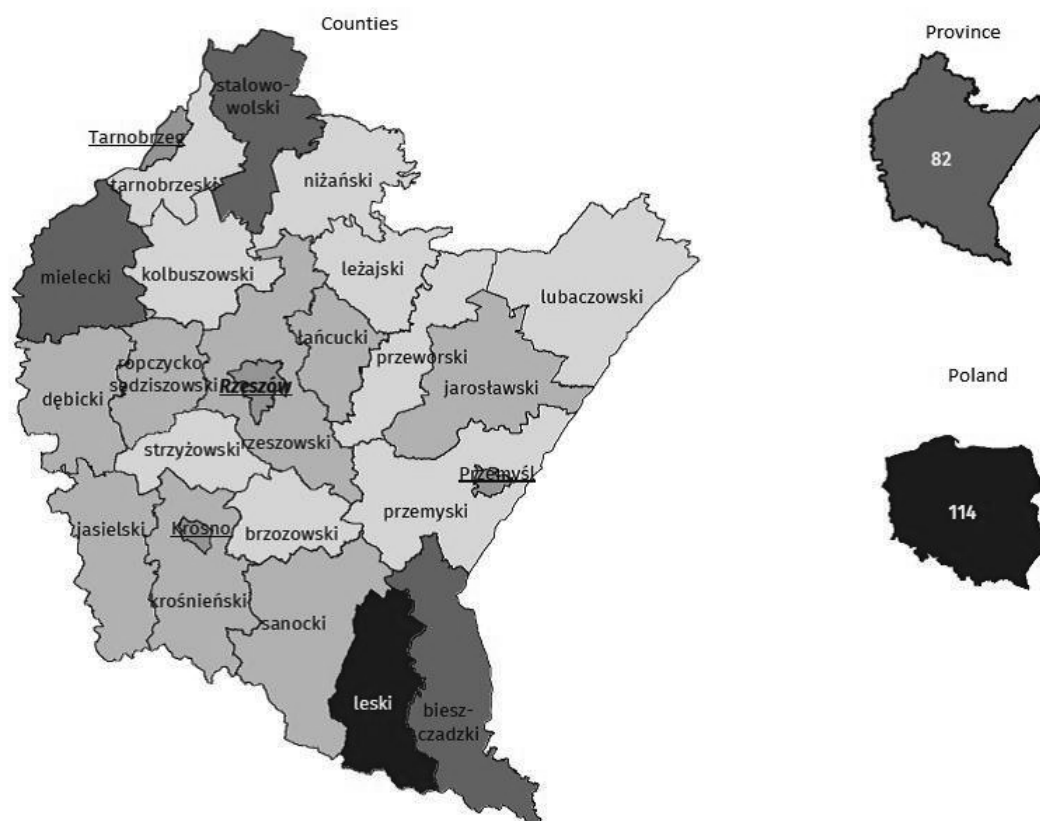 Counties
Province
stalowo-
wolski
Tarnobrzeg
tarnobrzeski
niżański
82
mielecki
kolbuszowski
leżajski
lubaczowski
łańcucki
ropczycko-
sędziszowski
Rzeszów
przeworski
jarosławski
Poland
dębicki
strzyżowski
rzeszowski
Przemyśl
przemyski
114
jasielski
Krosno
brzozowski
krośnieński
sanocki
leski
biesz-
czadzki